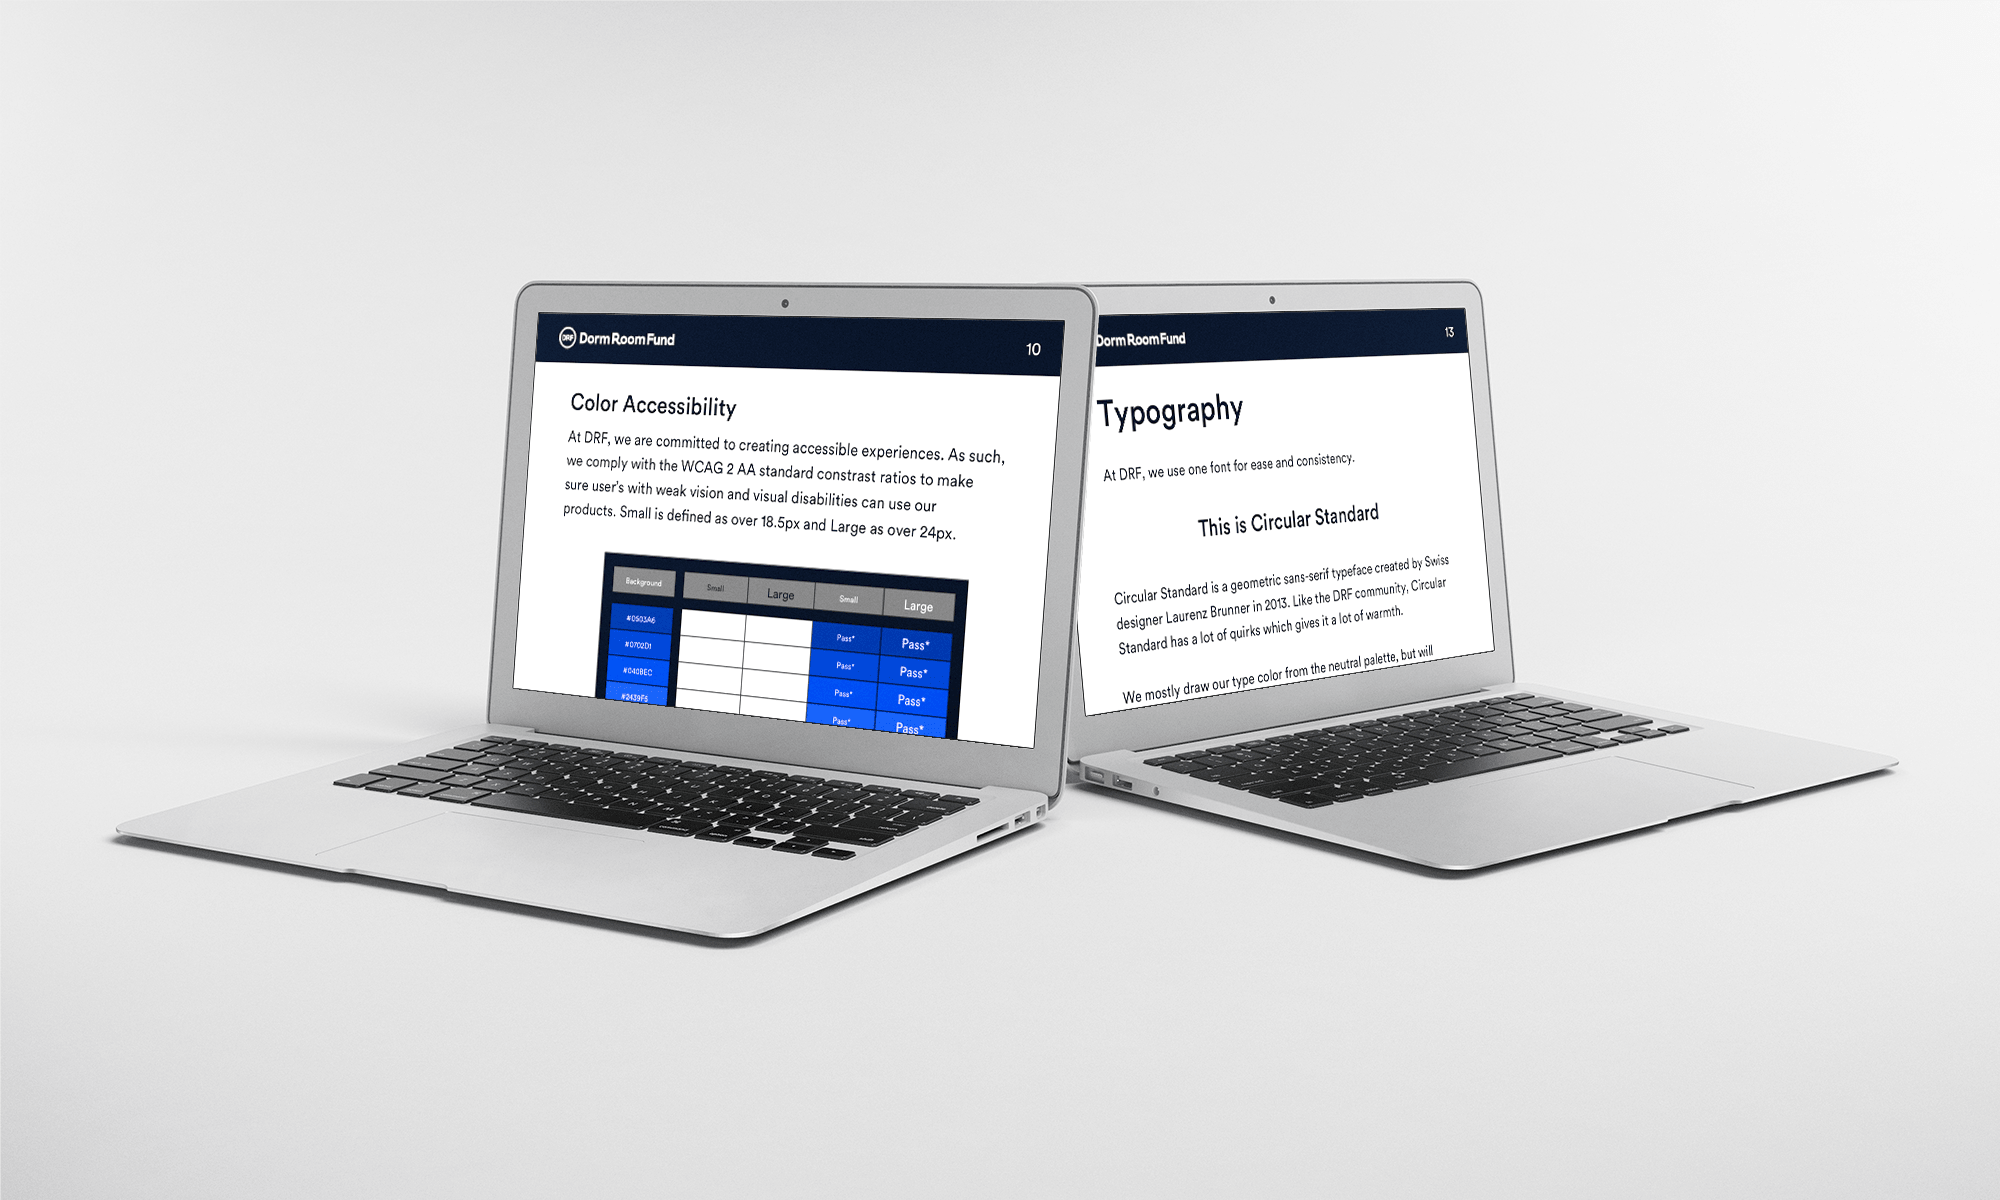 DRF Dorm Room Fund
10
Color Accessibility
At DRF, we are committed to creating accessible experiences. As such,
we comply with the WCAG 2 AA standard constrast ratios to make
sure user's with weak vision and visual disabilities can use our
products. Small is defined as over 18.5px and Large as over 24px.
Background Small Large Small Large
#0503A6 Pass* Pass*
#0702D1 Pass* Pass*
#040BEC Pass* Pass*
#2439F5 Pass* Pass*
Dorm Room Fund
13
Typography
At DRF, we use one font for ease and consistency.
This is Circular Standard
Circular Standard is a geometric sans-serif typeface created by Swiss
designer Laurenz Brunner in 2013. Like the DRF community, Circular
Standard has a lot of quirks which gives it a lot of warmth.
We mostly draw our type color from the neutral palette, but will